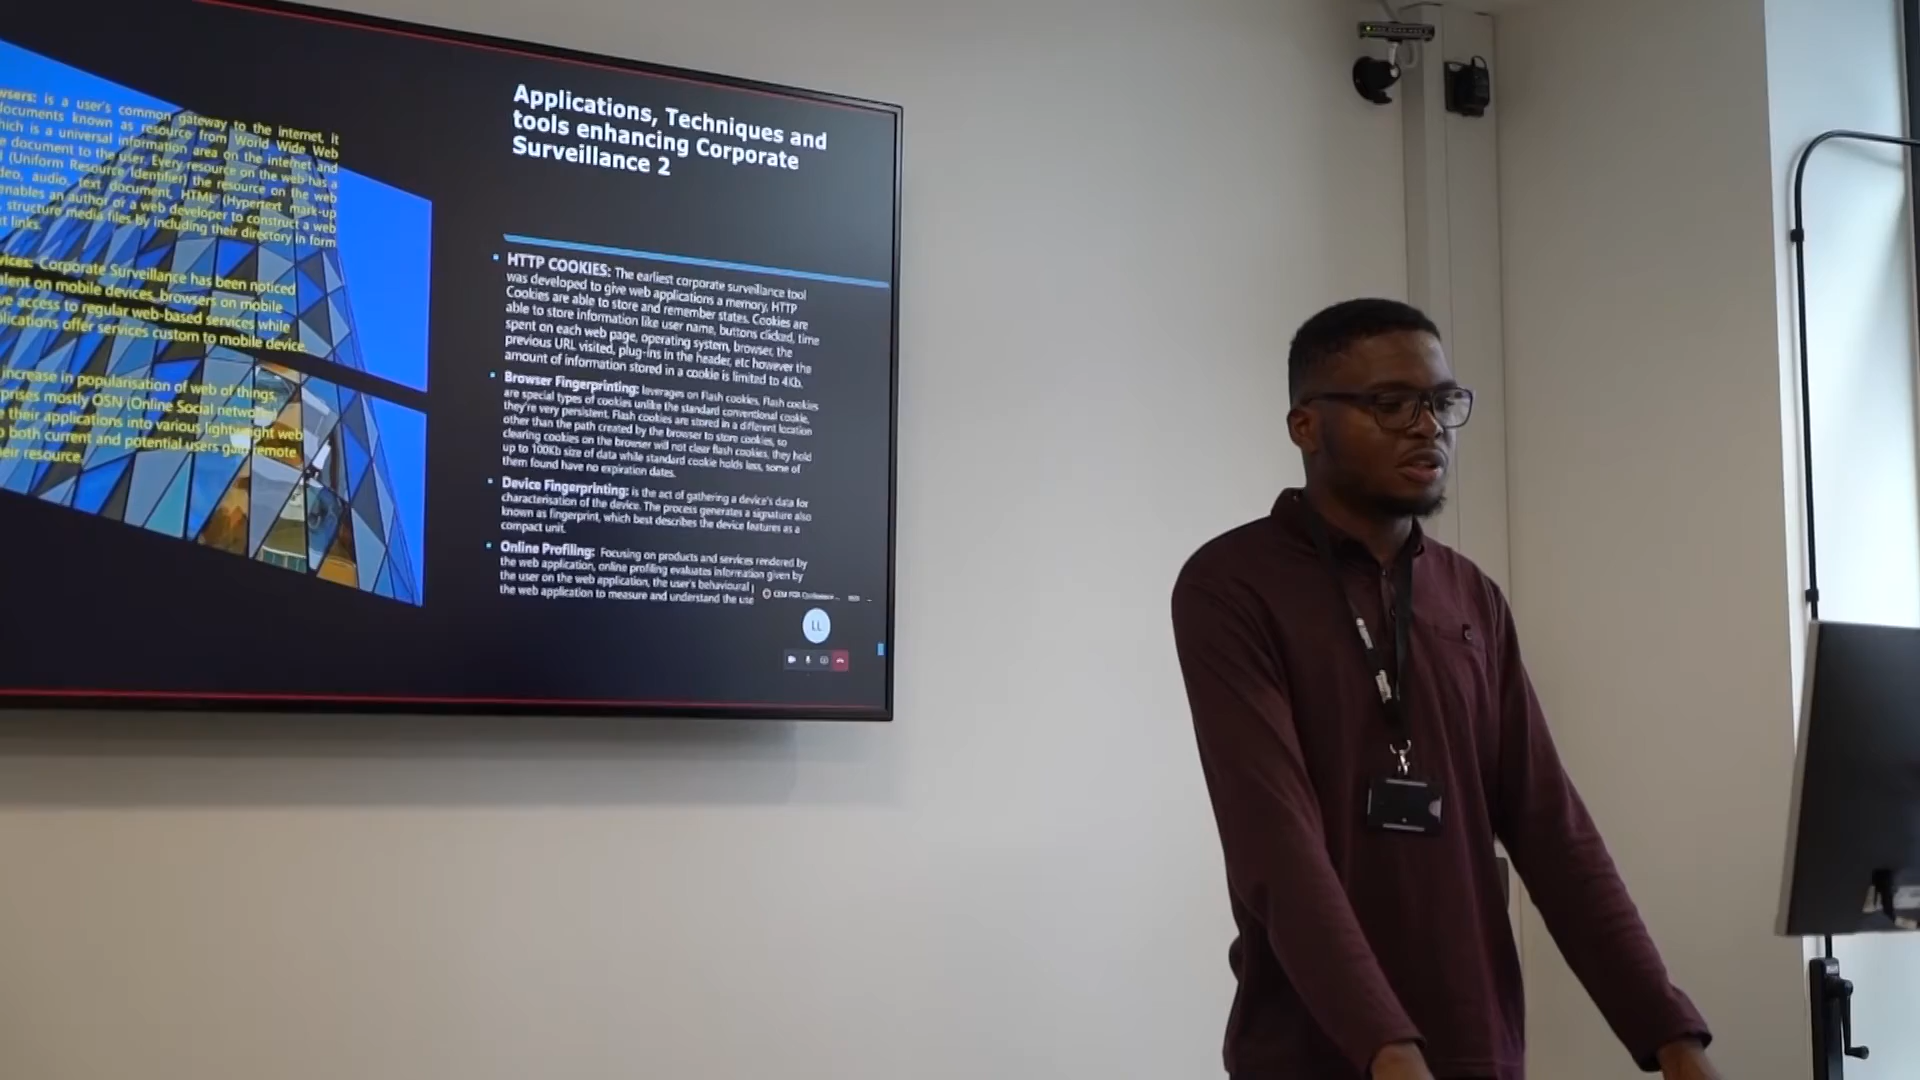 wsers: is a user's common gateway to the internet, it
documents known as resource from World Wide Web
hich is a universal information area on the internet and
e document to the user. Every resource on the web has a
I (Uniform Resource Identifier) the resource on the web
deo, audio, text document, HTML (Hypertext mark-up
enables an author or a web developer to construct a web
structure media files by including their directory in form
t links.
vices: Corporate Surveillance has been noticed
alent on mobile devices, browsers on mobile
ve access to regular web-based services while
plications offer services custom to mobile device.
increase in popularisation of web of things,
prises mostly OSN (Online Social network)
e their applications into various lightweight web
o both current and potential users gain remote
eir resource.
Applications, Techniques and
tools enhancing Corporate
Surveillance 2
• HTTP COOKIES: The earliest corporate surveillance tool
was developed to give web applications a memory. HTTP
Cookies are able to store and remember states. Cookies are
able to store information like user name, buttons clicked, time
spent on each web page, operating system, browser, the
previous URL visited, plug-ins in the header, etc however the
amount of information stored in a cookie is limited to 4Kb.
• Browser Fingerprinting: leverages on Flash cookies. Flash cookies
are special types of cookies unlike the standard conventional cookie,
they're very persistent. Flash cookies are stored in a different location
other than the path created by the browser to store cookies, so
clearing cookies on the browser will not clear flash cookies, they hold
up to 100Kb size of data while standard cookie holds less, some of
them found have no expiration dates.
• Device Fingerprinting: is the act of gathering a device's data for
characterisation of the device. The process generates a signature also
known as fingerprint, which best describes the device features as a
compact unit.
• Online Profiling: Focusing on products and services rendered by
the web application, online profiling evaluates information given by
the user on the web application, the user's behavioural
the web application to measure and understand the use
LL